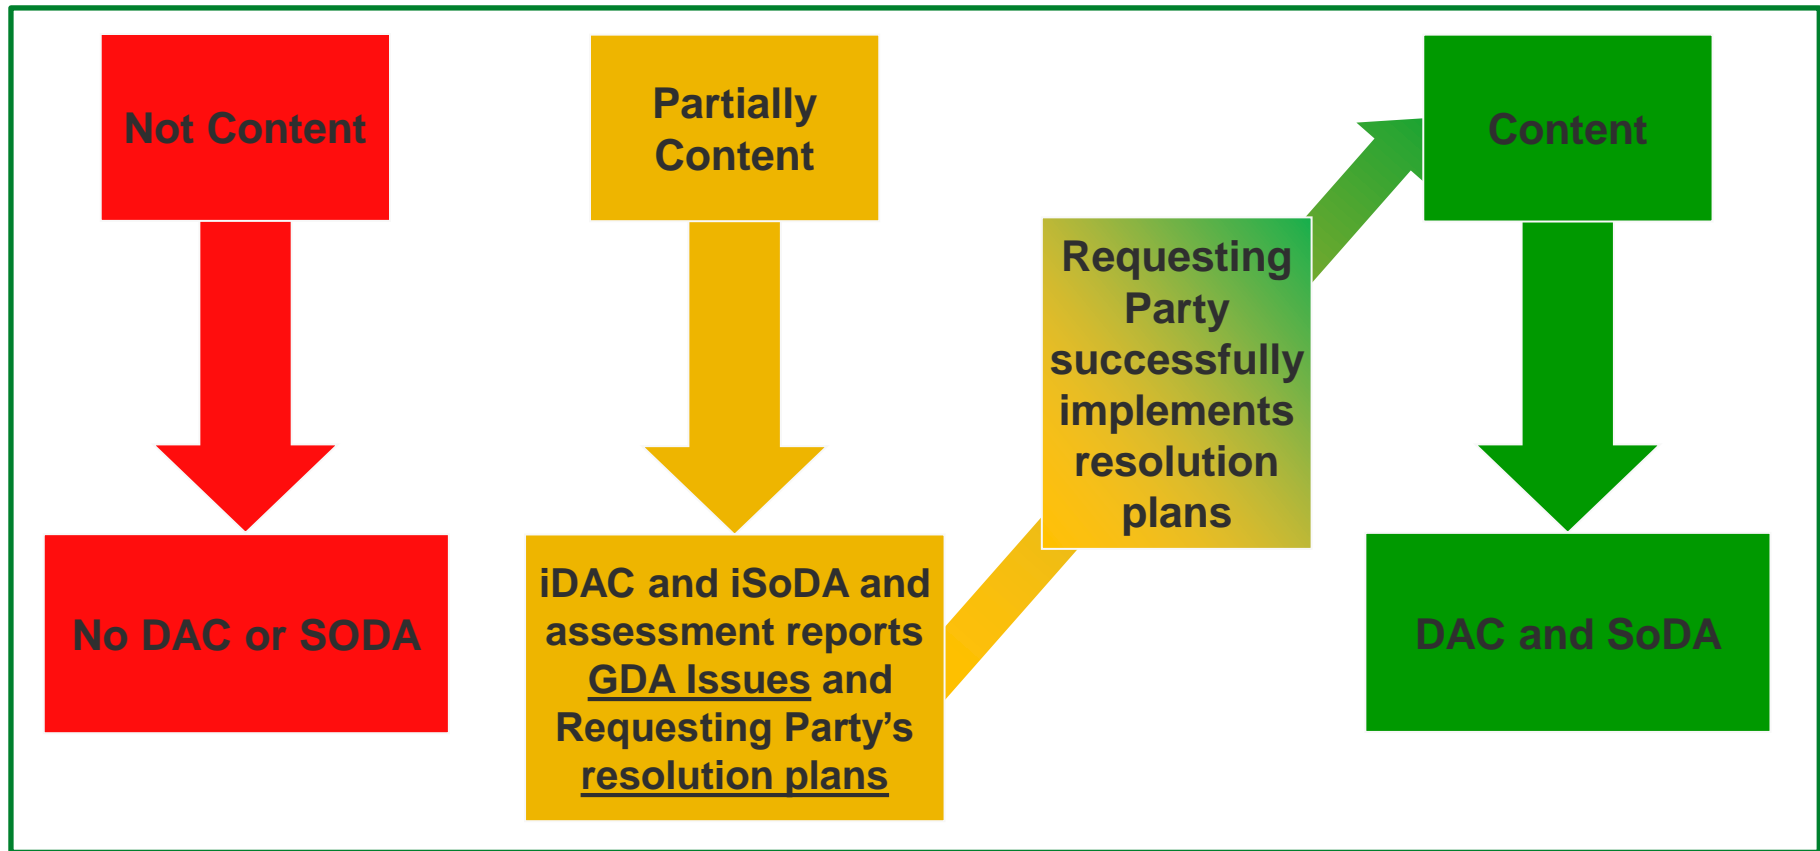 Not Content
Partially
Content
Content
Requesting
Party
successfully
implements
resolution
plans
No DAC or SODA
iDAC and iSoDA and
assessment reports
GDA Issues and
Requesting Party’s
resolution plans
DAC and SoDA